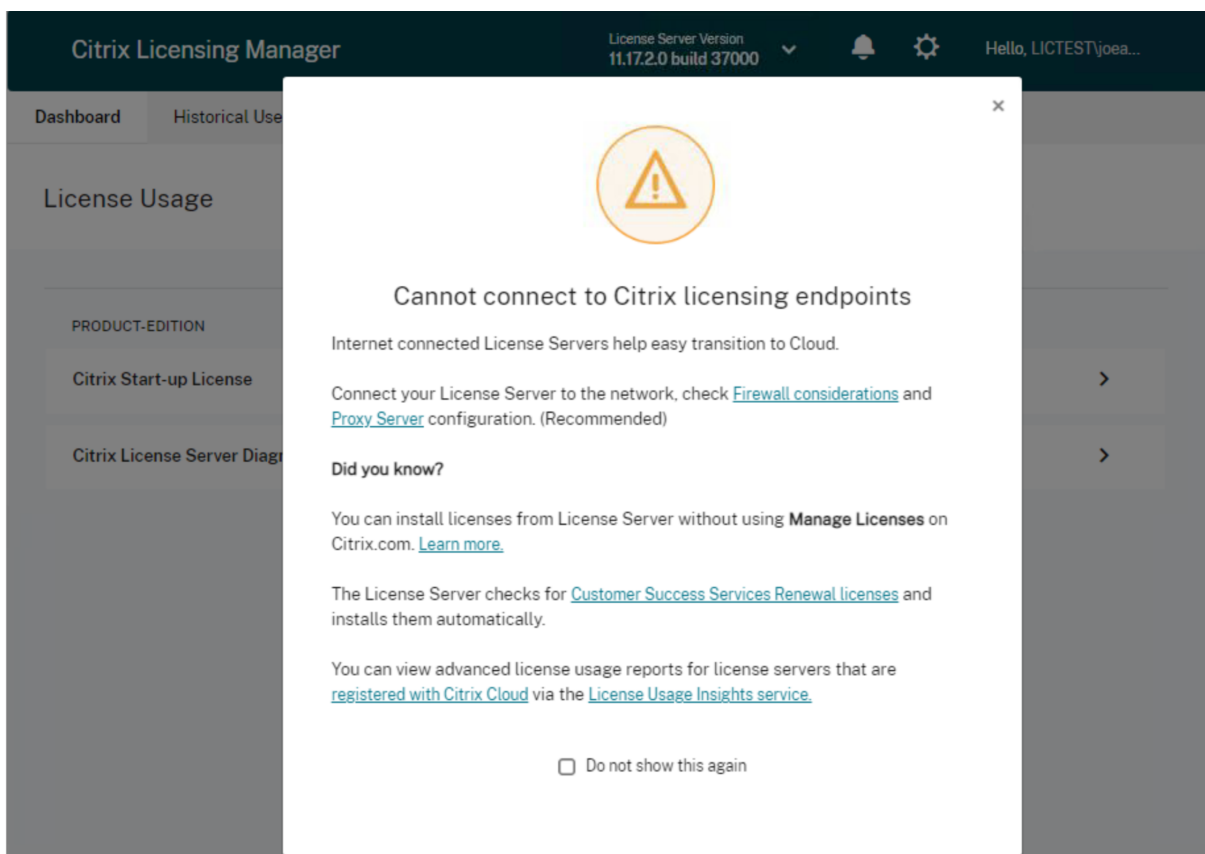 Citrix Licensing Manager
License Server Version
11.17.2.0 build 37000
Hello, LICTEST\joea...
×
Dashboard
Historical Use
License Usage
Cannot connect to Citrix licensing endpoints
PRODUCT-EDITION
Internet connected License Servers help easy transition to Cloud.
Citrix Start-up License
Connect your License Server to the network, check Firewall considerations and
Proxy Server configuration. (Recommended)
Citrix License Server Diagr
Did you know?
You can install licenses from License Server without using Manage Licenses on
Citrix.com. Learn more.
The License Server checks for Customer Success Services Renewal licenses and
installs them automatically.
You can view advanced license usage reports for license servers that are
registered with Citrix Cloud via the License Usage Insights service.
Do not show this again